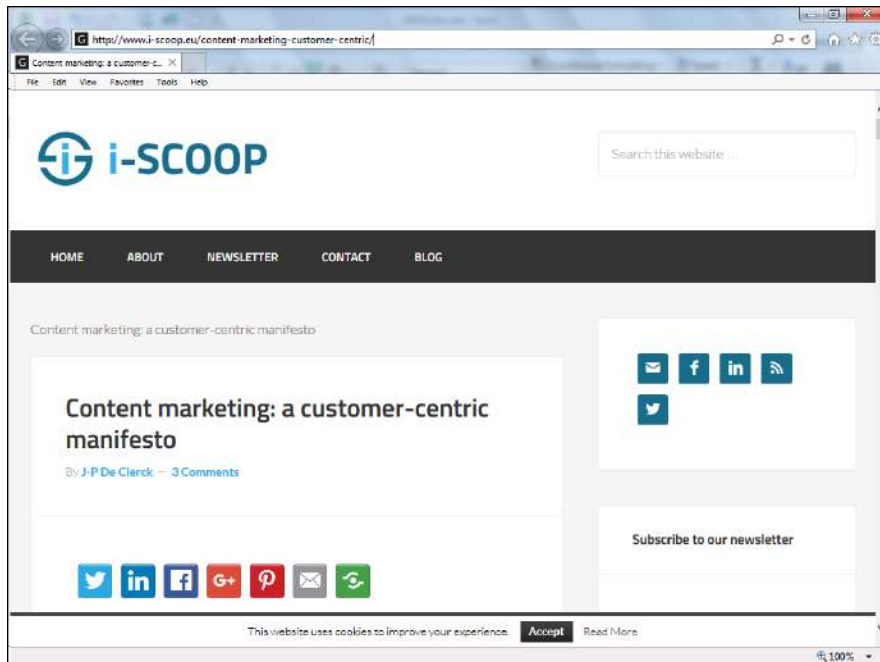 http://www.i-scoop.eu/content-marketing-customer-centric/
Content marketing: a customer-c...
File Edit View Favorites Tools Help
i-SCOOP
Search this website ...
HOME ABOUT NEWSLETTER CONTACT BLOG
Content marketing: a customer-centric manifesto
Content marketing: a customer-centric
manifesto
By J-P De Clerck — 3 Comments
Subscribe to our newsletter
This website uses cookies to improve your experience. Accept Read More
100%